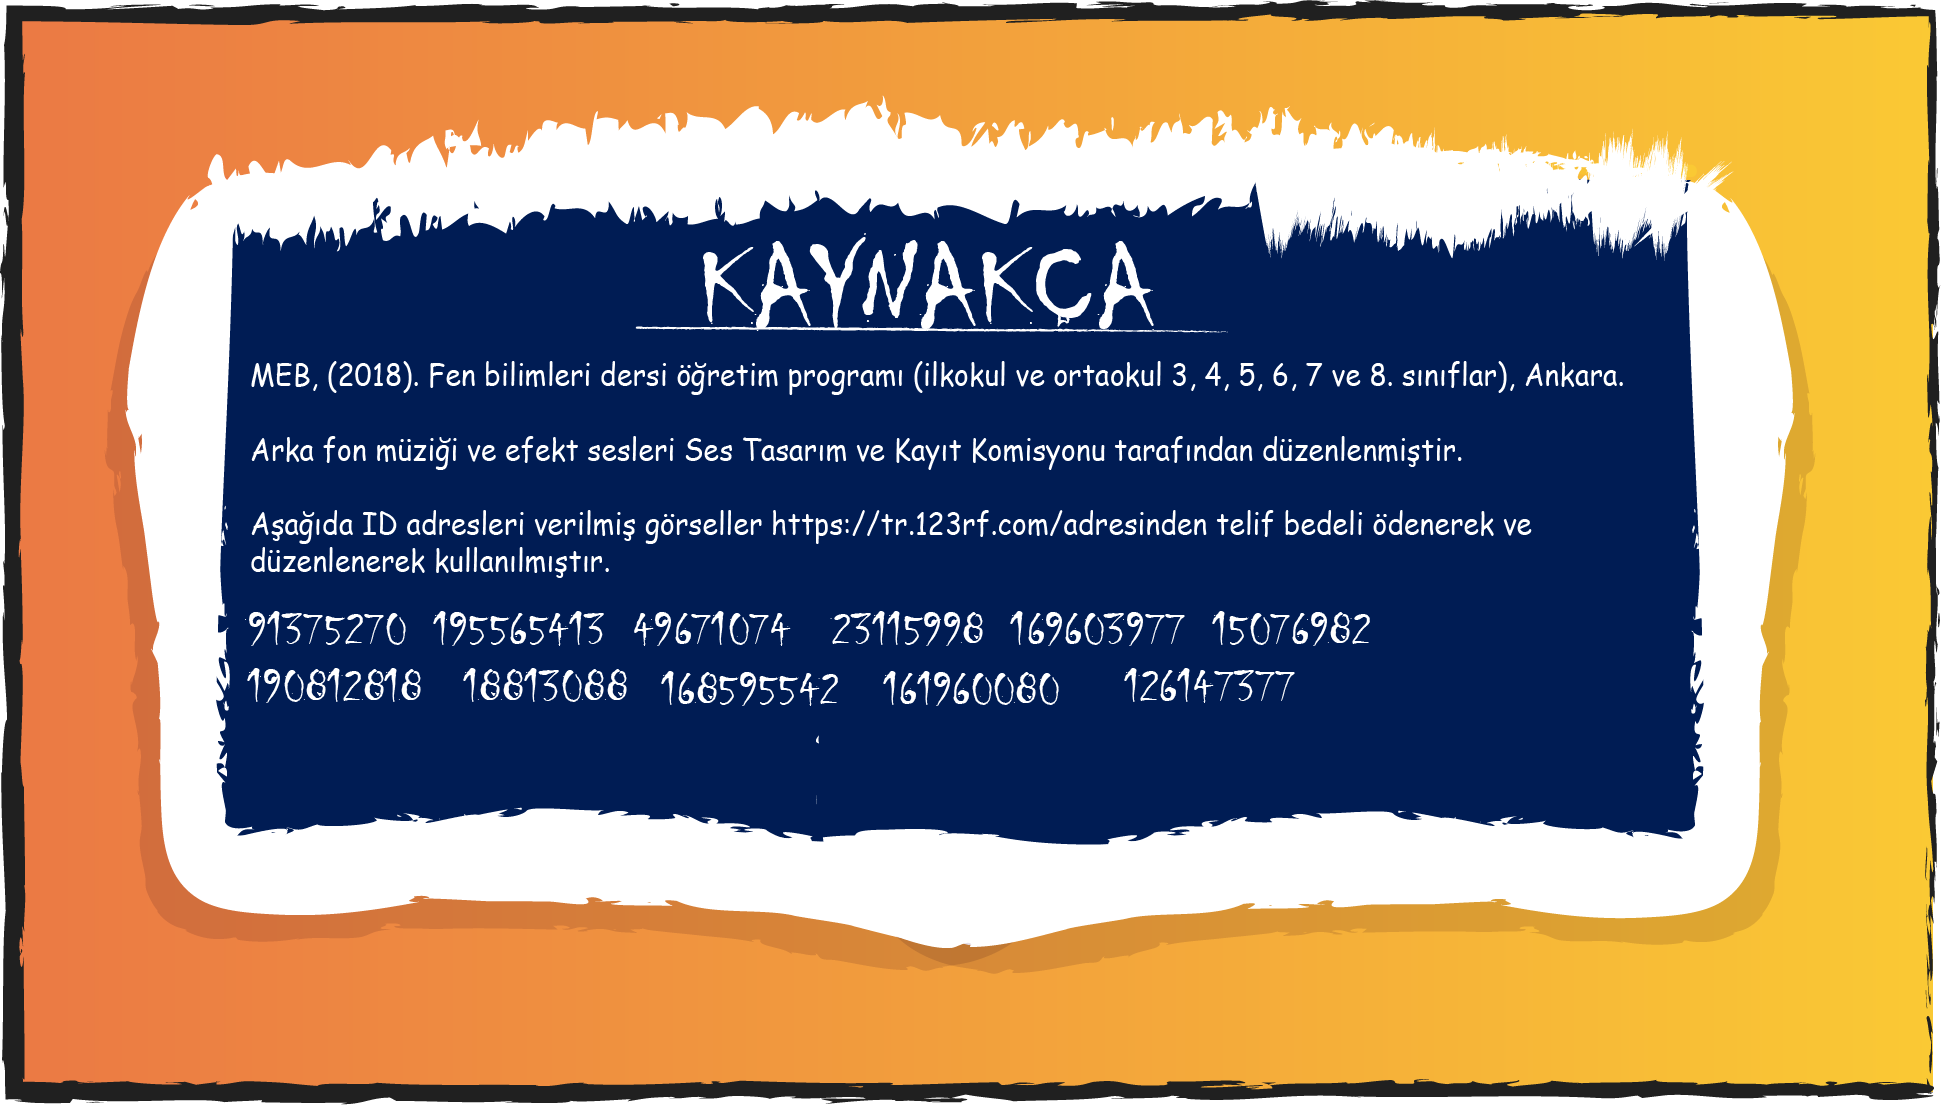 KAYNAKÇA
MEB, (2018). Fen bilimleri dersi öğretim programı (ilkokul ve ortaokul 3, 4, 5, 6, 7 ve 8. sınıflar), Ankara.
Arka fon müziği ve efekt sesleri Ses Tasarım ve Kayıt Komisyonu tarafından düzenlenmiştir.
Aşağıda ID adresleri verilmiş görseller https://tr.123rf.com/adresinden telif bedeli ödenerek ve
düzenlenerek kullanılmıştır.
91375270 195565413 49671074 23115998 169603977 15076982
190812818 18813088 168595542 161960080 126147377